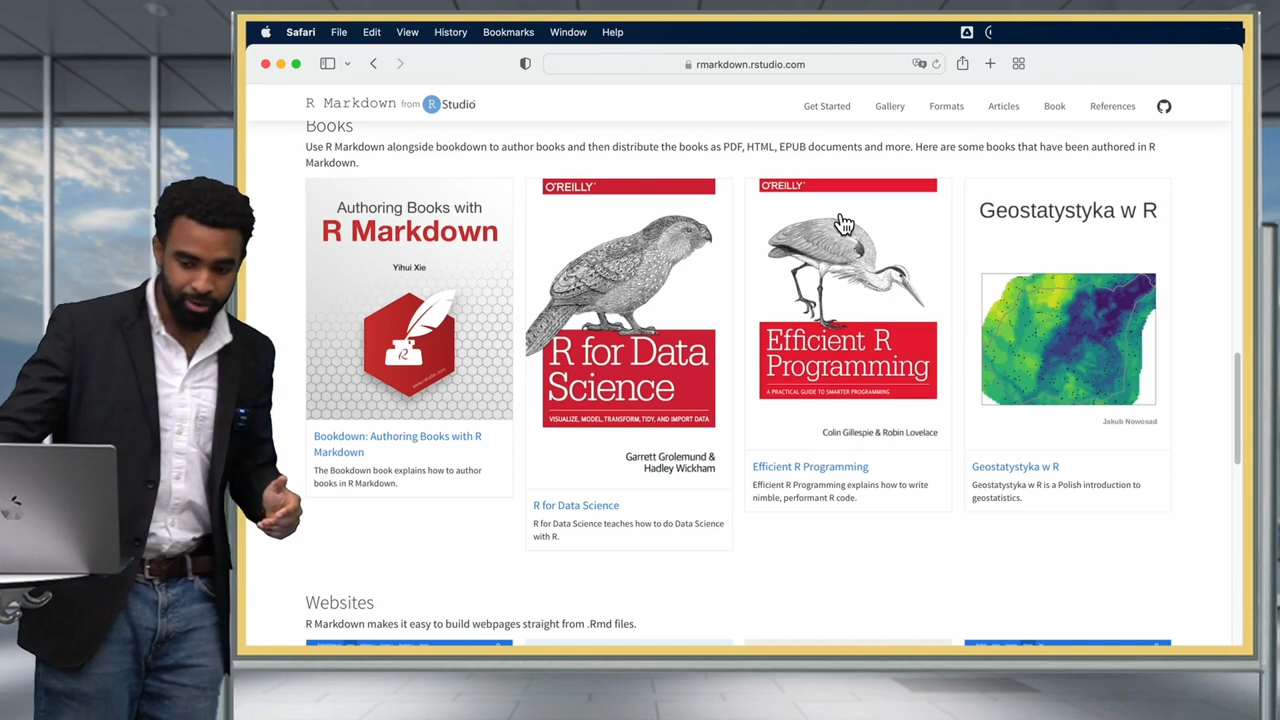 Safari File Edit View History Bookmarks Window Help
rmarkdown.rstudio.com
R Markdown from R Studio
Get Started Gallery Formats Articles Book References
Books
Use R Markdown alongside bookdown to author books and then distribute the books as PDF, HTML, EPUB documents and more. Here are some books that have been authored in R
Markdown.
Authoring Books with
R Markdown
Yihui Xie
R
www.rstudio.com
Bookdown: Authoring Books with R
Markdown
The Bookdown book explains how to author
books in R Markdown.
O'REILLY®
R for Data
Science
VISUALIZE, MODEL, TRANSFORM, TIDY, AND IMPORT DATA
Garrett Grolemund &
Hadley Wickham
R for Data Science
R for Data Science teaches how to do Data Science
with R.
O'REILLY®
Efficient R
Programming
A PRACTICAL GUIDE TO SMARTER PROGRAMMING
Colin Gillespie & Robin Lovelace
Efficient R Programming
Efficient R Programming explains how to write
nimble, performant R code.
Geostatystyka w R
Jakub Nowosad
Geostatystyka w R
Geostatystyka w R is a Polish introduction to
geostatistics.
Websites
R Markdown makes it easy to build webpages straight from .Rmd files.